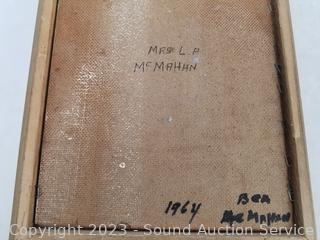 MRS L.P.
McMAHAN
1964
BEA
McMAHAN
Copyright 2023 - Sound Auction Service